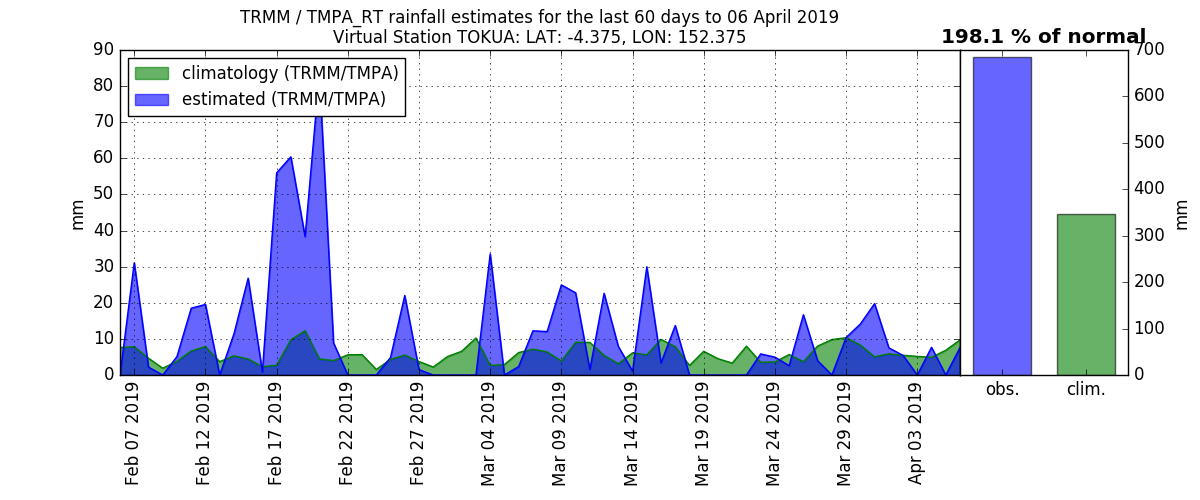 TRMM / TMPA_RT rainfall estimates for the last 60 days to 06 April 2019
Virtual Station TOKUA: LAT: -4.375, LON: 152.375
198.1 % of normal
climatology (TRMM/TMPA)
estimated (TRMM/TMPA)
mm
90
80
70
60
50
40
30
20
10
0
Feb 07 2019
Feb 12 2019
Feb 17 2019
Feb 22 2019
Feb 27 2019
Mar 04 2019
Mar 09 2019
Mar 14 2019
Mar 19 2019
Mar 24 2019
Mar 29 2019
Apr 03 2019
obs.
clim.
700
600
500
400
300
200
100
0
mm